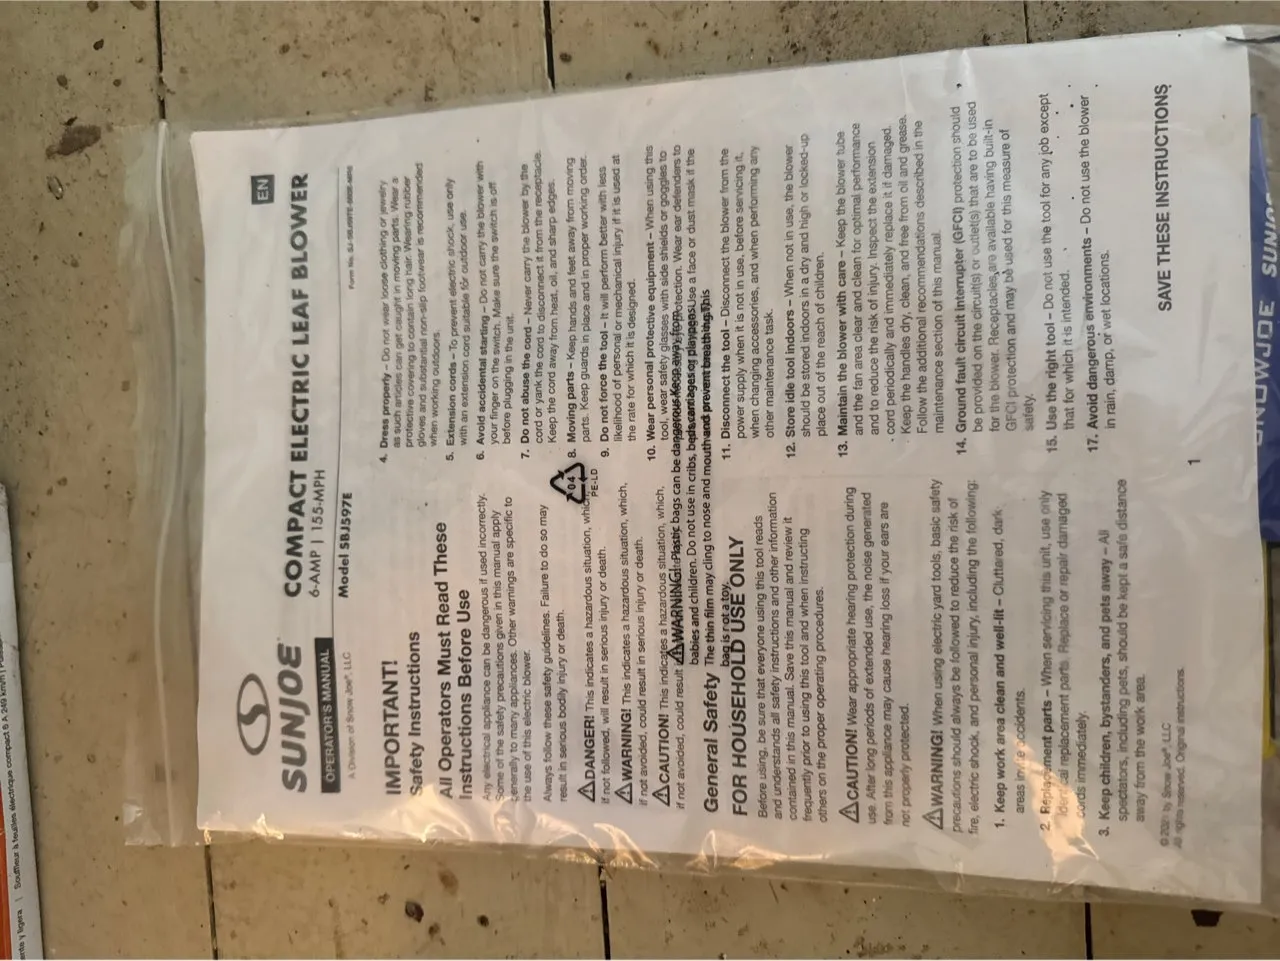 SUNJOE®
OPERATOR'S MANUAL
A Division of Snow Joe®, LLC
EN
COMPACT ELECTRIC LEAF BLOWER
6-AMP | 155-MPH
Model SBJ597E
Form No.
IMPORTANT!
Safety Instructions
All Operators Must Read These
Instructions Before Use
Any electrical appliance can be dangerous if used incorrectly.
Some of the safety precautions given in this manual apply
generally to many appliances. Other warnings are specific to
the use of this electric blower.
Always follow these safety guidelines. Failure to do so may
result in serious bodily injury or death.
⚠DANGER! This indicates a hazardous situation, which,
if not followed, will result in serious injury or death.
⚠WARNING! This indicates a hazardous situation, which,
if not avoided, could result in serious injury or death.
⚠CAUTION! This indicates a hazardous situation, which,
if not avoided, could result
General Safety
FOR HOUSEHOLD USE ONLY
Before using, be sure that everyone using this tool reads
and understands all safety instructions and other information
contained in this manual. Save this manual and review it
frequently prior to using this tool and when instructing
others on the proper operating procedures.
⚠CAUTION! Wear appropriate hearing protection during
use. After long periods of extended use, the noise generated
from this appliance may cause hearing loss if your ears are
not properly protected.
⚠WARNING! When using electric yard tools, basic safety
precautions should always be followed to reduce the risk of
fire, electric shock, and personal injury, including the following:
1. Keep work area clean and well-lit – Cluttered, dark
areas invite accidents.
2. Replacement parts – When servicing this unit, use only
identical replacement parts. Replace or repair damaged
cords immediately.
3. Keep children, bystanders, and pets away – All
spectators, including pets, should be kept a safe distance
away from the work area.
© 2021 by Snow Joe®, LLC
All rights reserved. Original instructions.
4. Dress properly – Do not wear loose clothing or jewelry
as such articles can get caught in moving parts. Wear a
protective covering to contain long hair. Wearing rubber
gloves and substantial non-slip footwear is recommended
when working outdoors.
5. Extension cords – To prevent electric shock, use only
with an extension cord suitable for outdoor use.
6. Avoid accidental starting – Do not carry the blower with
your finger on the switch. Make sure the switch is off
before plugging in the unit.
7. Do not abuse the cord – Never carry the blower by the
cord or yank the cord to disconnect it from the receptacle.
Keep the cord away from heat, oil, and sharp edges.
8. Moving parts – Keep hands and feet away from moving
parts. Keep guards in place and in proper working order.
9. Do not force the tool – It will perform better with less
likelihood of personal or mechanical injury if it is used at
the rate for which it is designed.
10. Wear personal protective equipment – When using this
tool, wear safety glasses with side shields or goggles to
protection. Wear ear defenders to
Use a face or dust mask if the
11. Disconnect the tool – Disconnect the blower from the
power supply when it is not in use, before servicing it,
when changing accessories, and when performing any
other maintenance task.
12. Store idle tool indoors – When not in use, the blower
should be stored indoors in a dry and high or locked-up
place out of the reach of children.
13. Maintain the blower with care – Keep the blower tube
and the fan area clear and clean for optimal performance
and to reduce the risk of injury. Inspect the extension
cord periodically and immediately replace it if damaged.
Keep the handles dry, clean, and free from oil and grease.
Follow the additional recommendations described in the
maintenance section of this manual.
14. Ground fault circuit interrupter (GFCI) protection should
be provided on the circuit(s) or outlet(s) that are to be used
for the blower. Receptacles are available having built-in
GFCI protection and may be used for this measure of
safety.
15. Use the right tool – Do not use the tool for any job except
that for which it is intended.
17. Avoid dangerous environments – Do not use the blower
in rain, damp, or wet locations.
SAVE THESE INSTRUCTIONS
1
04
PE-LD
⚠WARNING! Plastic bags can be dangerous. Keep away from
babies and children. Do not use in cribs, beds, carriages or playpens.
The thin film may cling to nose and mouth and prevent breathing. This
bag is not a toy.
SNOWJOE SUNJOE